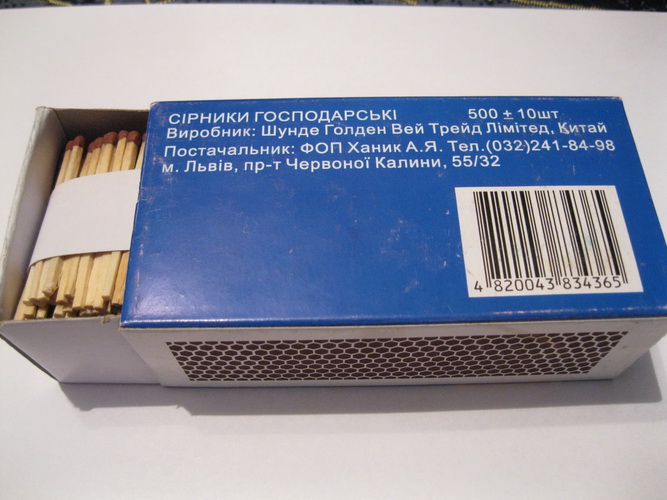 СІРНИКИ ГОСПОДАРСЬКІ 500 ± 10шт
Виробник: Шунде Голден Вей Трейд Лімітед, Китай
Постачальник: ФОП Ханик А.Я. Тел.(032)241-84-98
м. Львів, пр-т Червоної Калини, 55/32
4 820043 834365